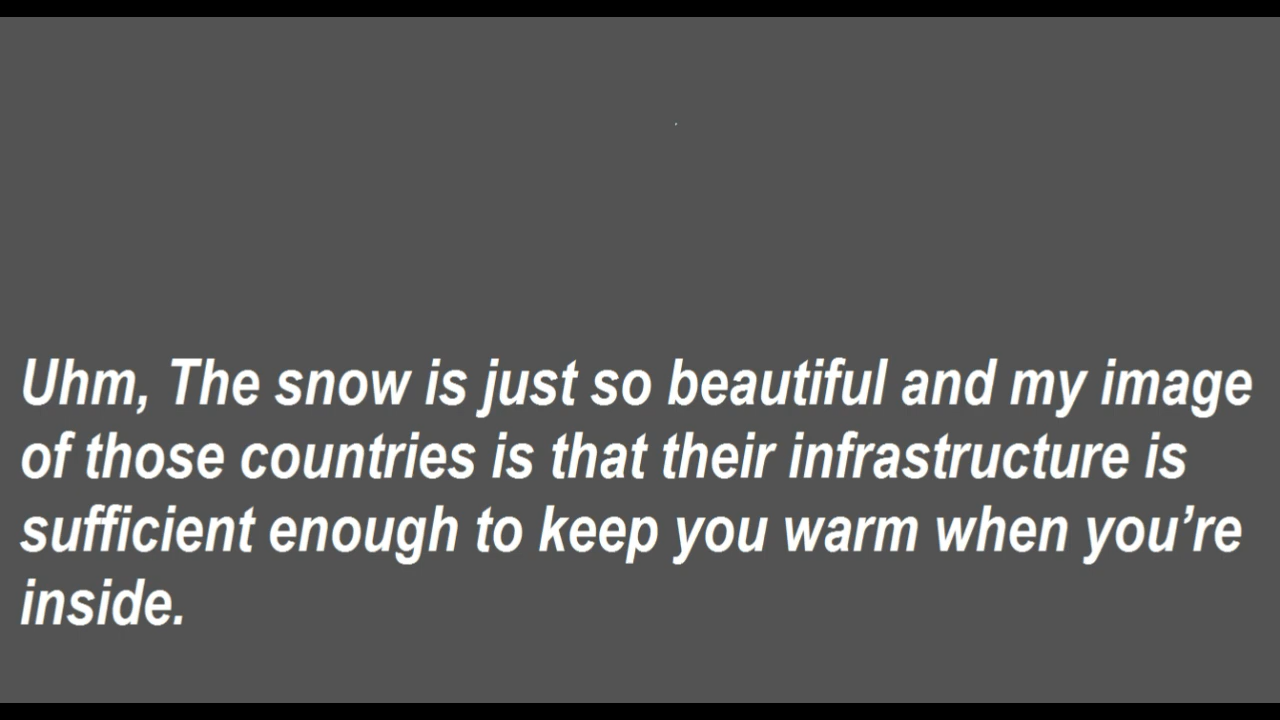 Uhm, The snow is just so beautiful and my image
of those countries is that their infrastructure is
sufficient enough to keep you warm when you’re
inside.